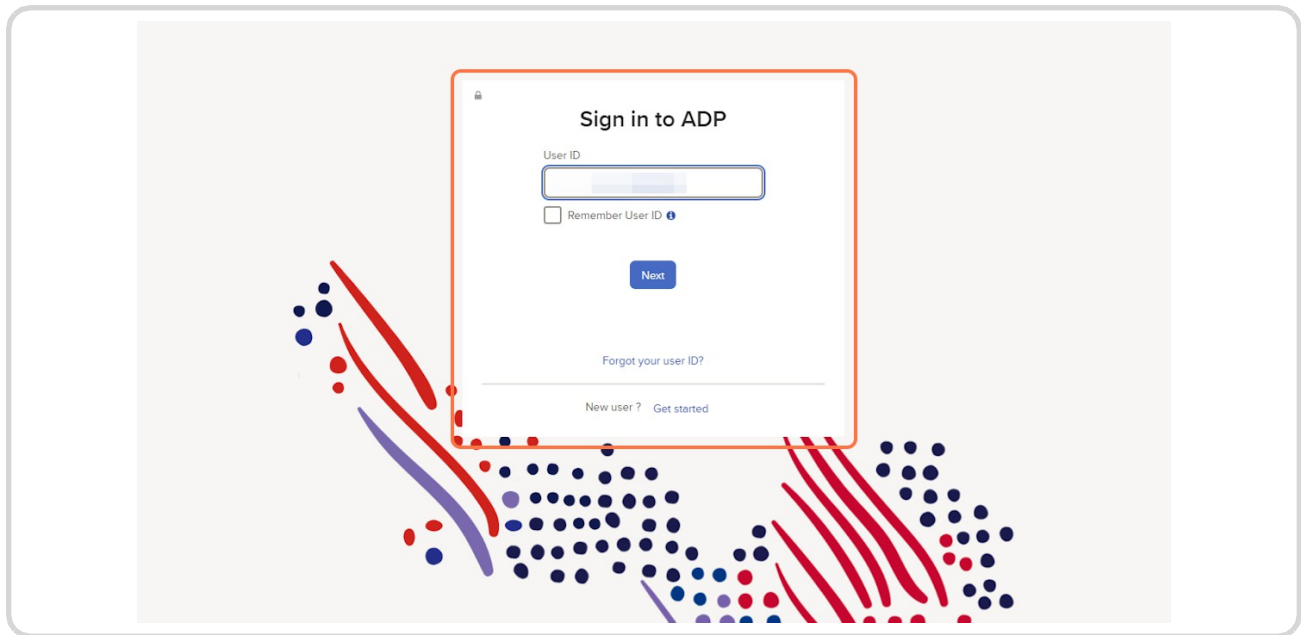 Sign in to ADP
User ID
Remember User ID
Next
Forgot your user ID?
New user ? Get started